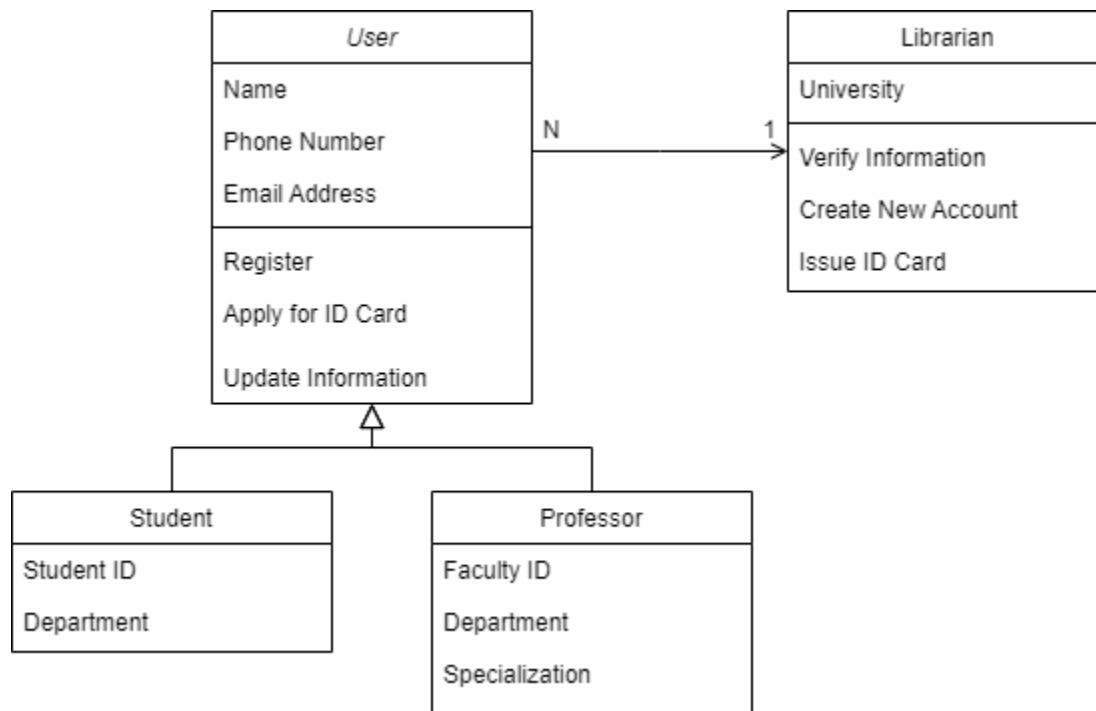 User
Name
Phone Number
Email Address
Register
Apply for ID Card
Update Information
N
1
Librarian
University
Verify Information
Create New Account
Issue ID Card
Student
Student ID
Department
Professor
Faculty ID
Department
Specialization